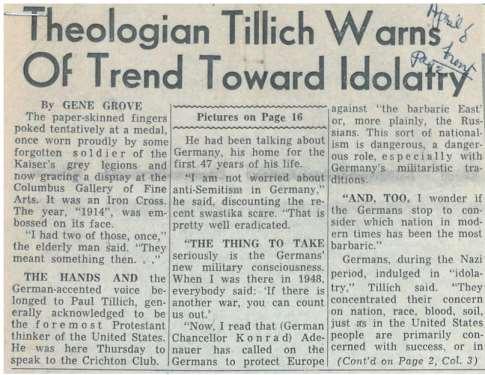 Theologian Tillich Warns
Of Trend Toward Idolatry
April 8
front
Page
By GENE GROVE
The paper-skinned fingers
poked tentatively at a medal,
once worn proudly by some
forgotten soldier of the
Kaiser's grey legions and
now gracing a display at the
Columbus Gallery of Fine
Arts. It was an Iron Cross.
The year, "1914", was em-
bossed on its face.
"I had two of those, once,"
the elderly man said. "They
meant something then. . ."
THE HANDS AND the
German-accented voice be-
longed to Paul Tillich, gen-
erally acknowledged to be
the foremost Protestant
thinker of the United States.
He was here Thursday to
speak to the Crichton Club.
Pictures on Page 16
He had been talking about
Germany, his home for the
first 47 years of his life.
"I am not worried about
anti-Semitism in Germany,"
he said, discounting the re-
cent swastika scare. "That is
pretty well eradicated.
"THE THING TO TAKE
seriously is the Germans'
new military consciousness.
When I was there in 1948,
everybody said: 'If there is
another war, you can count
us out.'
"Now, I read that (German
Chancellor Konrad) Ade-
nauer has called on the
Germans to protect Europe
against "the barbaric East'
or, more plainly, the Rus-
sians. This sort of national-
ism is dangerous, a danger-
ous role, especially with
Germany's militaristic tra-
ditions.
"AND, TOO, I wonder if
the Germans stop to con-
sider which nation in mod-
ern times has been the most
barbaric."
Germans, during the Nazi
period, indulged in "idola-
try," Tillich said. "They
concentrated their concern
on nation, race, blood, soil,
just as in the United States
people are primarily con-
cerned with success, or in
(Cont'd on Page 2, Col. 3)